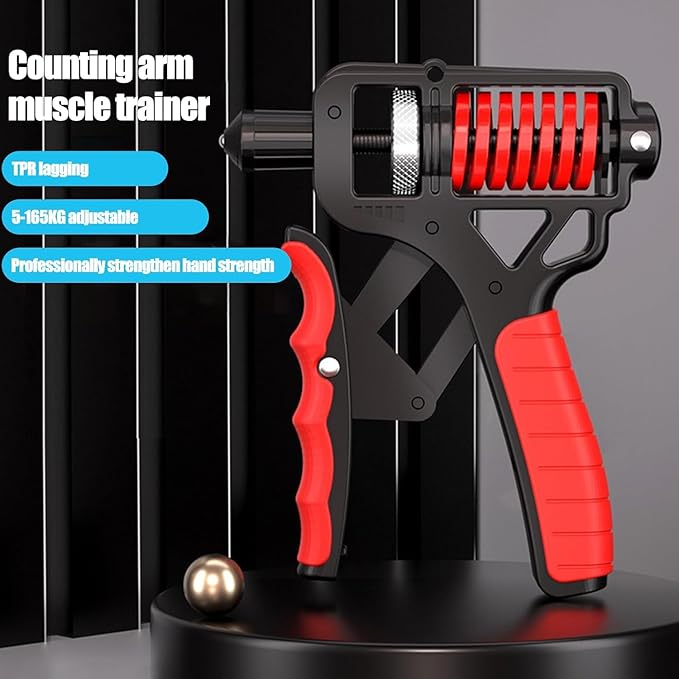 Counting arm
muscle trainer
TPR lagging
5-165KG adjustable
Professionally strengthen hand strength